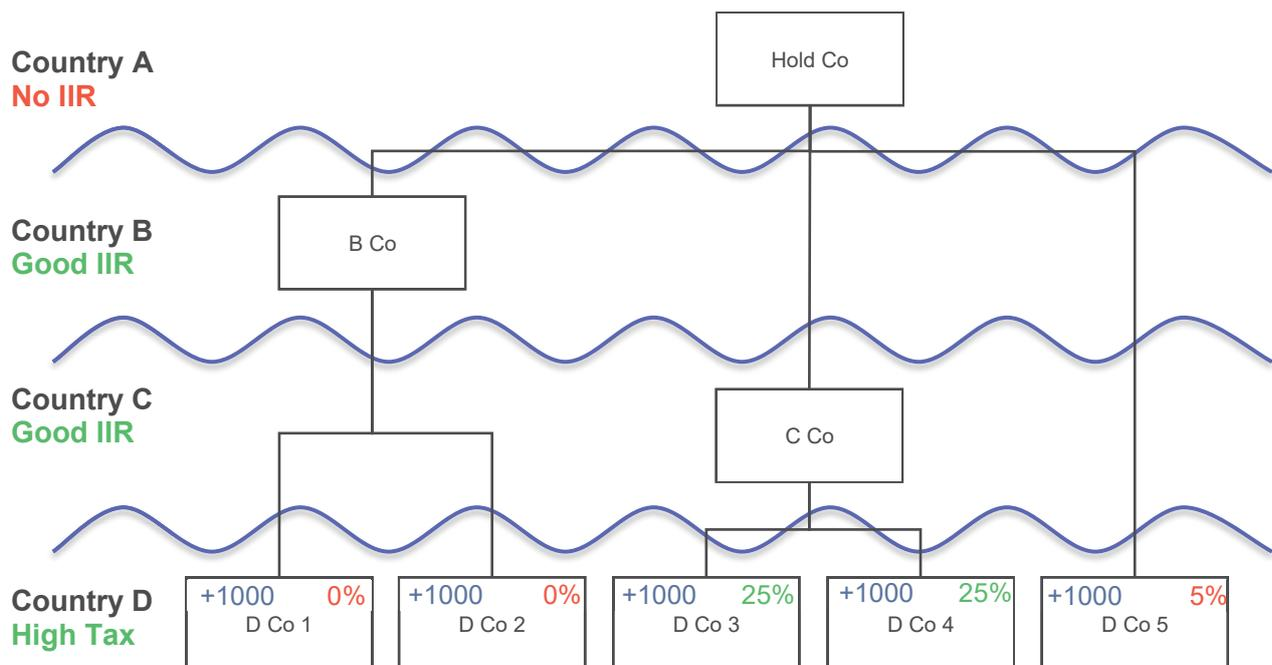 Hold Co
Country A
No IIR
Country B
Good IIR
B Co
Country C
Good IIR
C Co
Country D
High Tax
+1000 0%
D Co 1
+1000 0%
D Co 2
+1000 25%
D Co 3
+1000 25%
D Co 4
+1000 5%
D Co 5